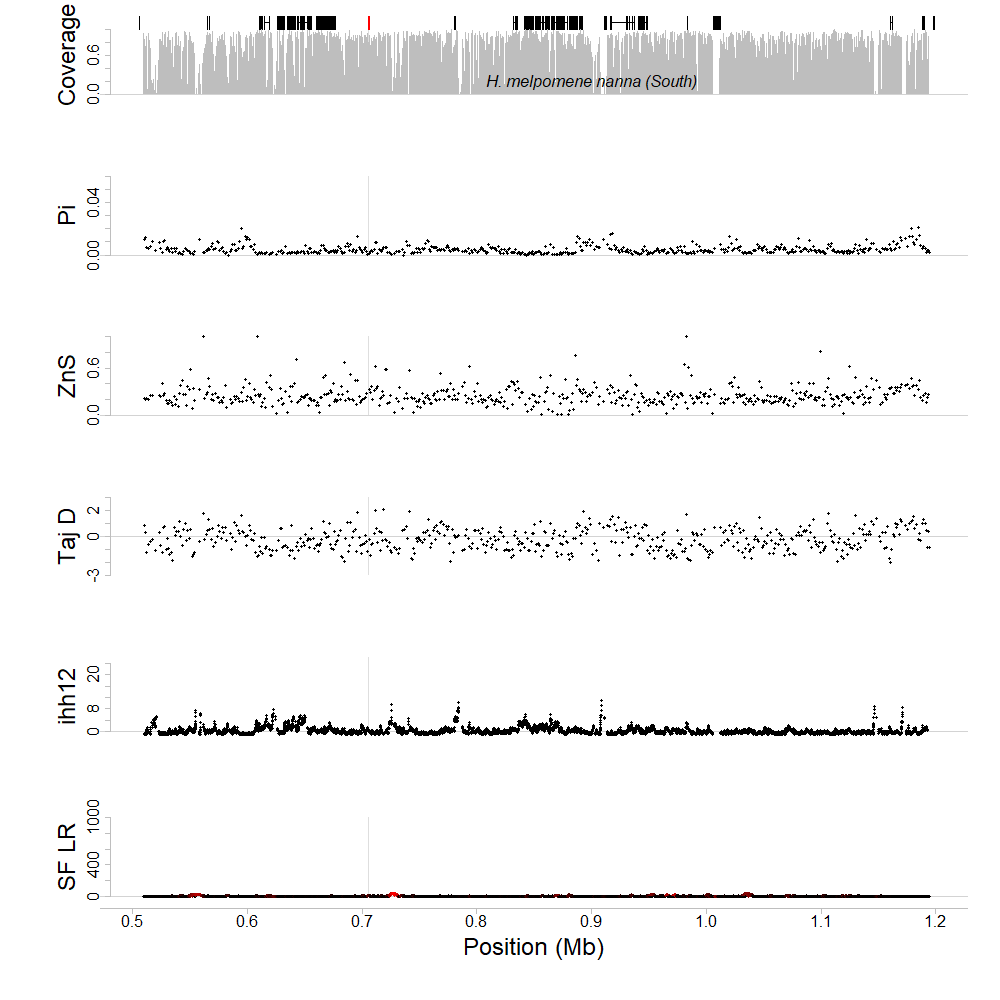 Coverage
0.0 0.6
H. melpomene nanna (South)
Pi
0.00 0.04
ZnS
0.0 0.6
Taj D
-3 0 2
ihh12
0 8 20
SF LR
0 400 1000
0.5 0.6 0.7 0.8 0.9 1.0 1.1 1.2
Position (Mb)